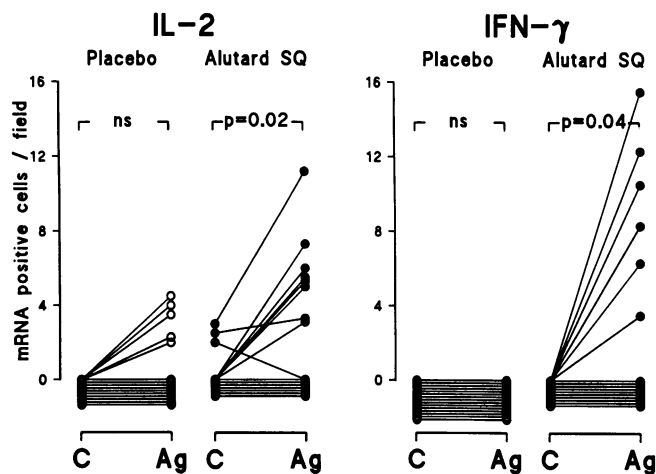 IL-2 IFN-γ
Placebo Alutard SQ Placebo Alutard SQ
mRNA positive cells / field
16 16
ns p=0.02 ns p=0.04
12 12
8 8
4 4
0 0
C Ag C Ag C Ag C Ag